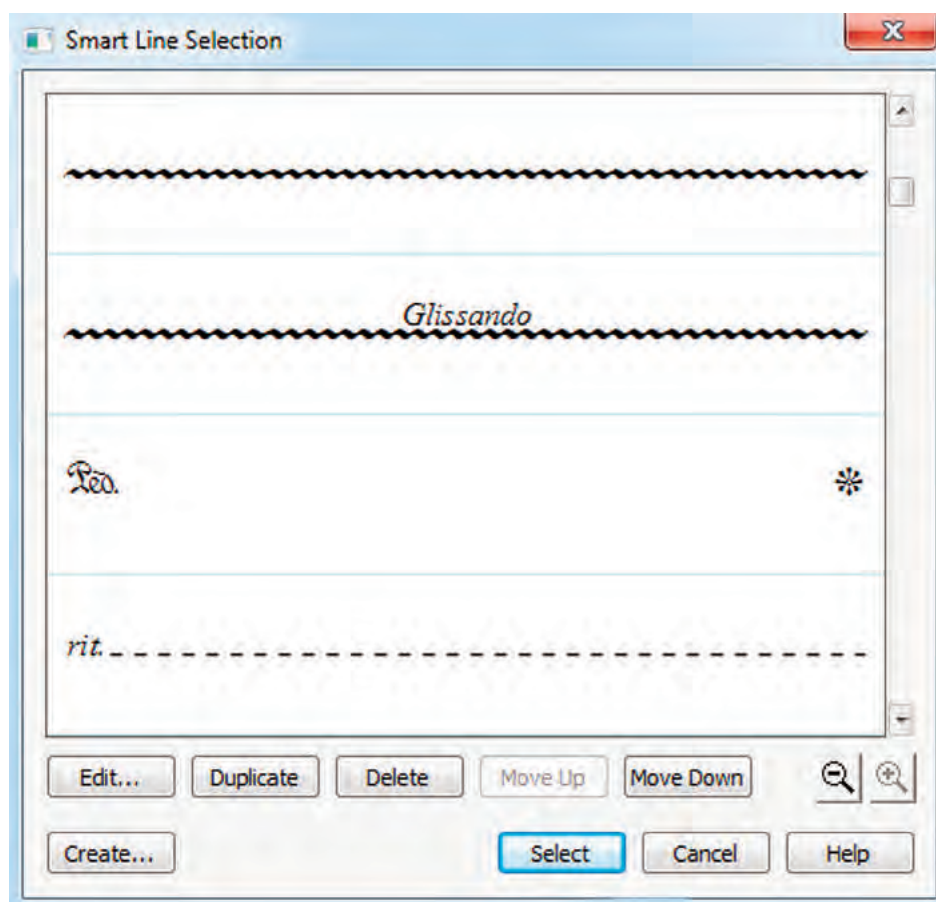 Smart Line Selection
Glissando
Ped.
rit.
Edit... Duplicate Delete Move Up Move Down
Create... Select Cancel Help